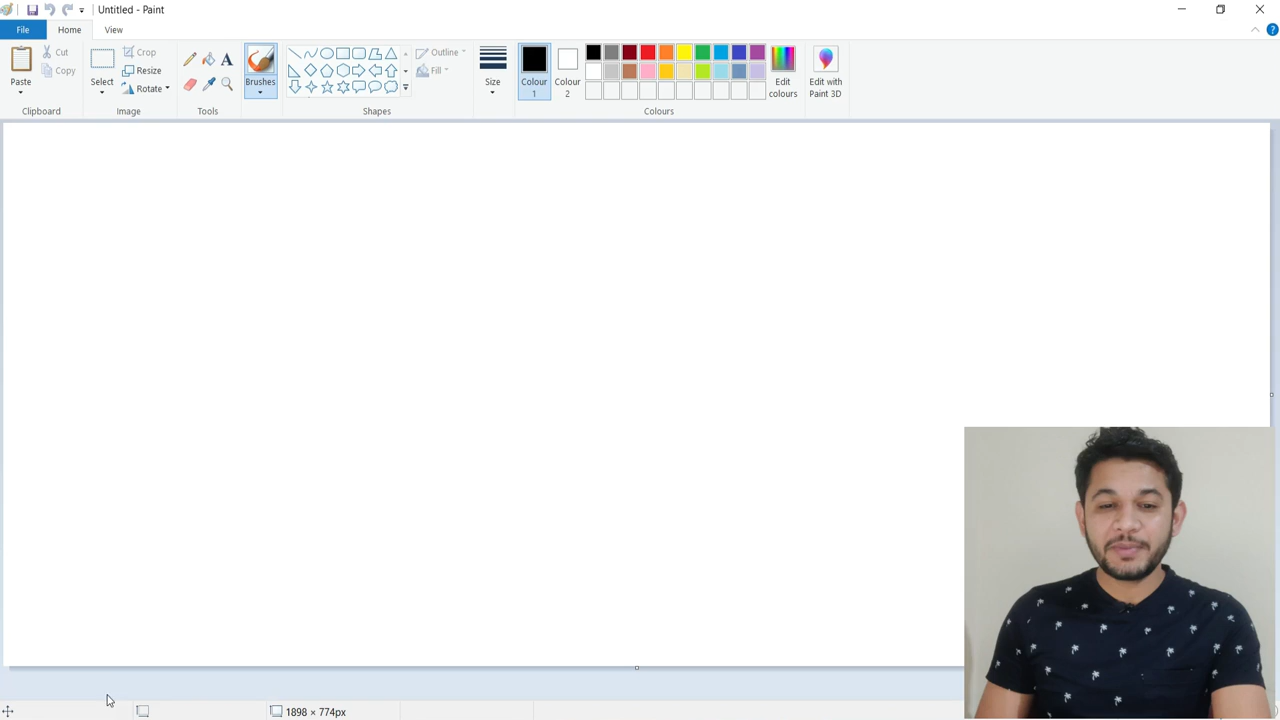 Untitled - Paint
File Home View
Paste
Clipboard
Cut
Copy
Select
Crop
Resize
Rotate
Image
A
Tools
Brushes
Shapes
Outline
Fill
Size
Colour 1
Colour 2
Edit colours
Colours
Edit with Paint 3D
1898 × 774px